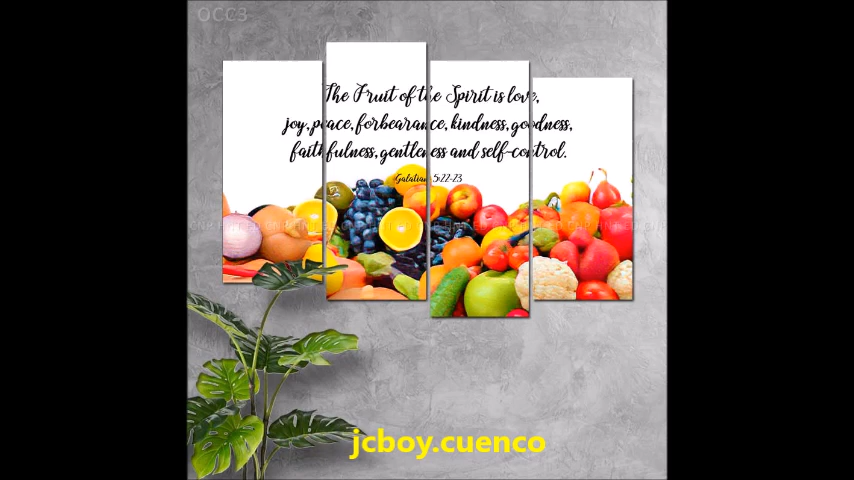 OCC3
The Fruit of the Spirit is love,
joy, peace, forbearance, kindness, goodness,
faithfulness, gentleness and self-control.
Galatians 5:22-23
jcboy.cuenco